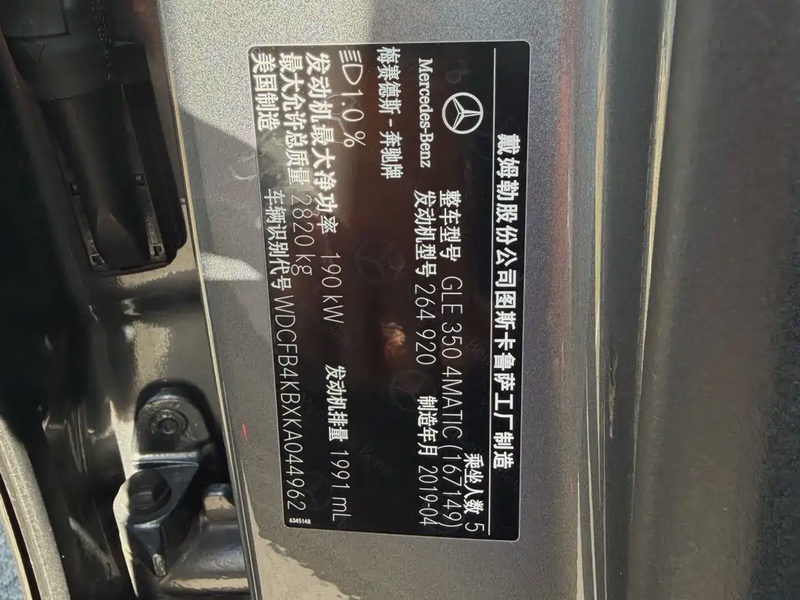 戴姆勒股份公司图斯卡鲁萨工厂制造
Mercedes-Benz
梅赛德斯-奔驰牌
整车型号 GLE 350 4MATIC (167149)
乘坐人数 5
发动机型号 264 920 制造年月 2019-04
1.0 %
发动机最大净功率 190 kW 发动机排量 1991 mL
最大允许总质量 2820 kg
美国制造 车辆识别代号 WDCFB4KBXKA044962
6345148